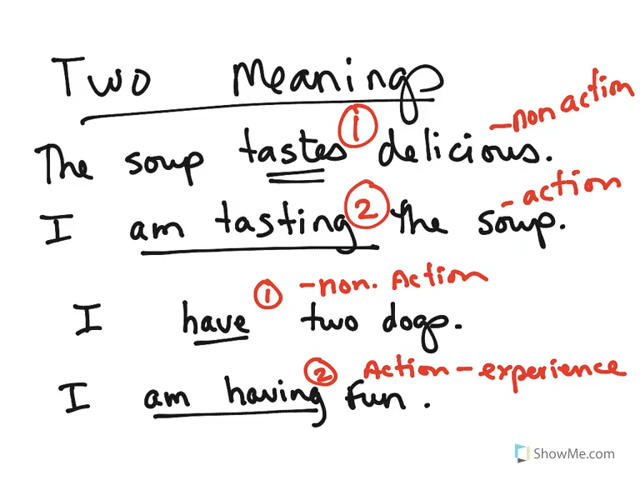 Two Meanings
The soup tastes ① delicious. - non action
I am tasting ② the soup. - action
I have ① two dogs. - non. Action
I am having ② fun. Action - experience
ShowMe.com